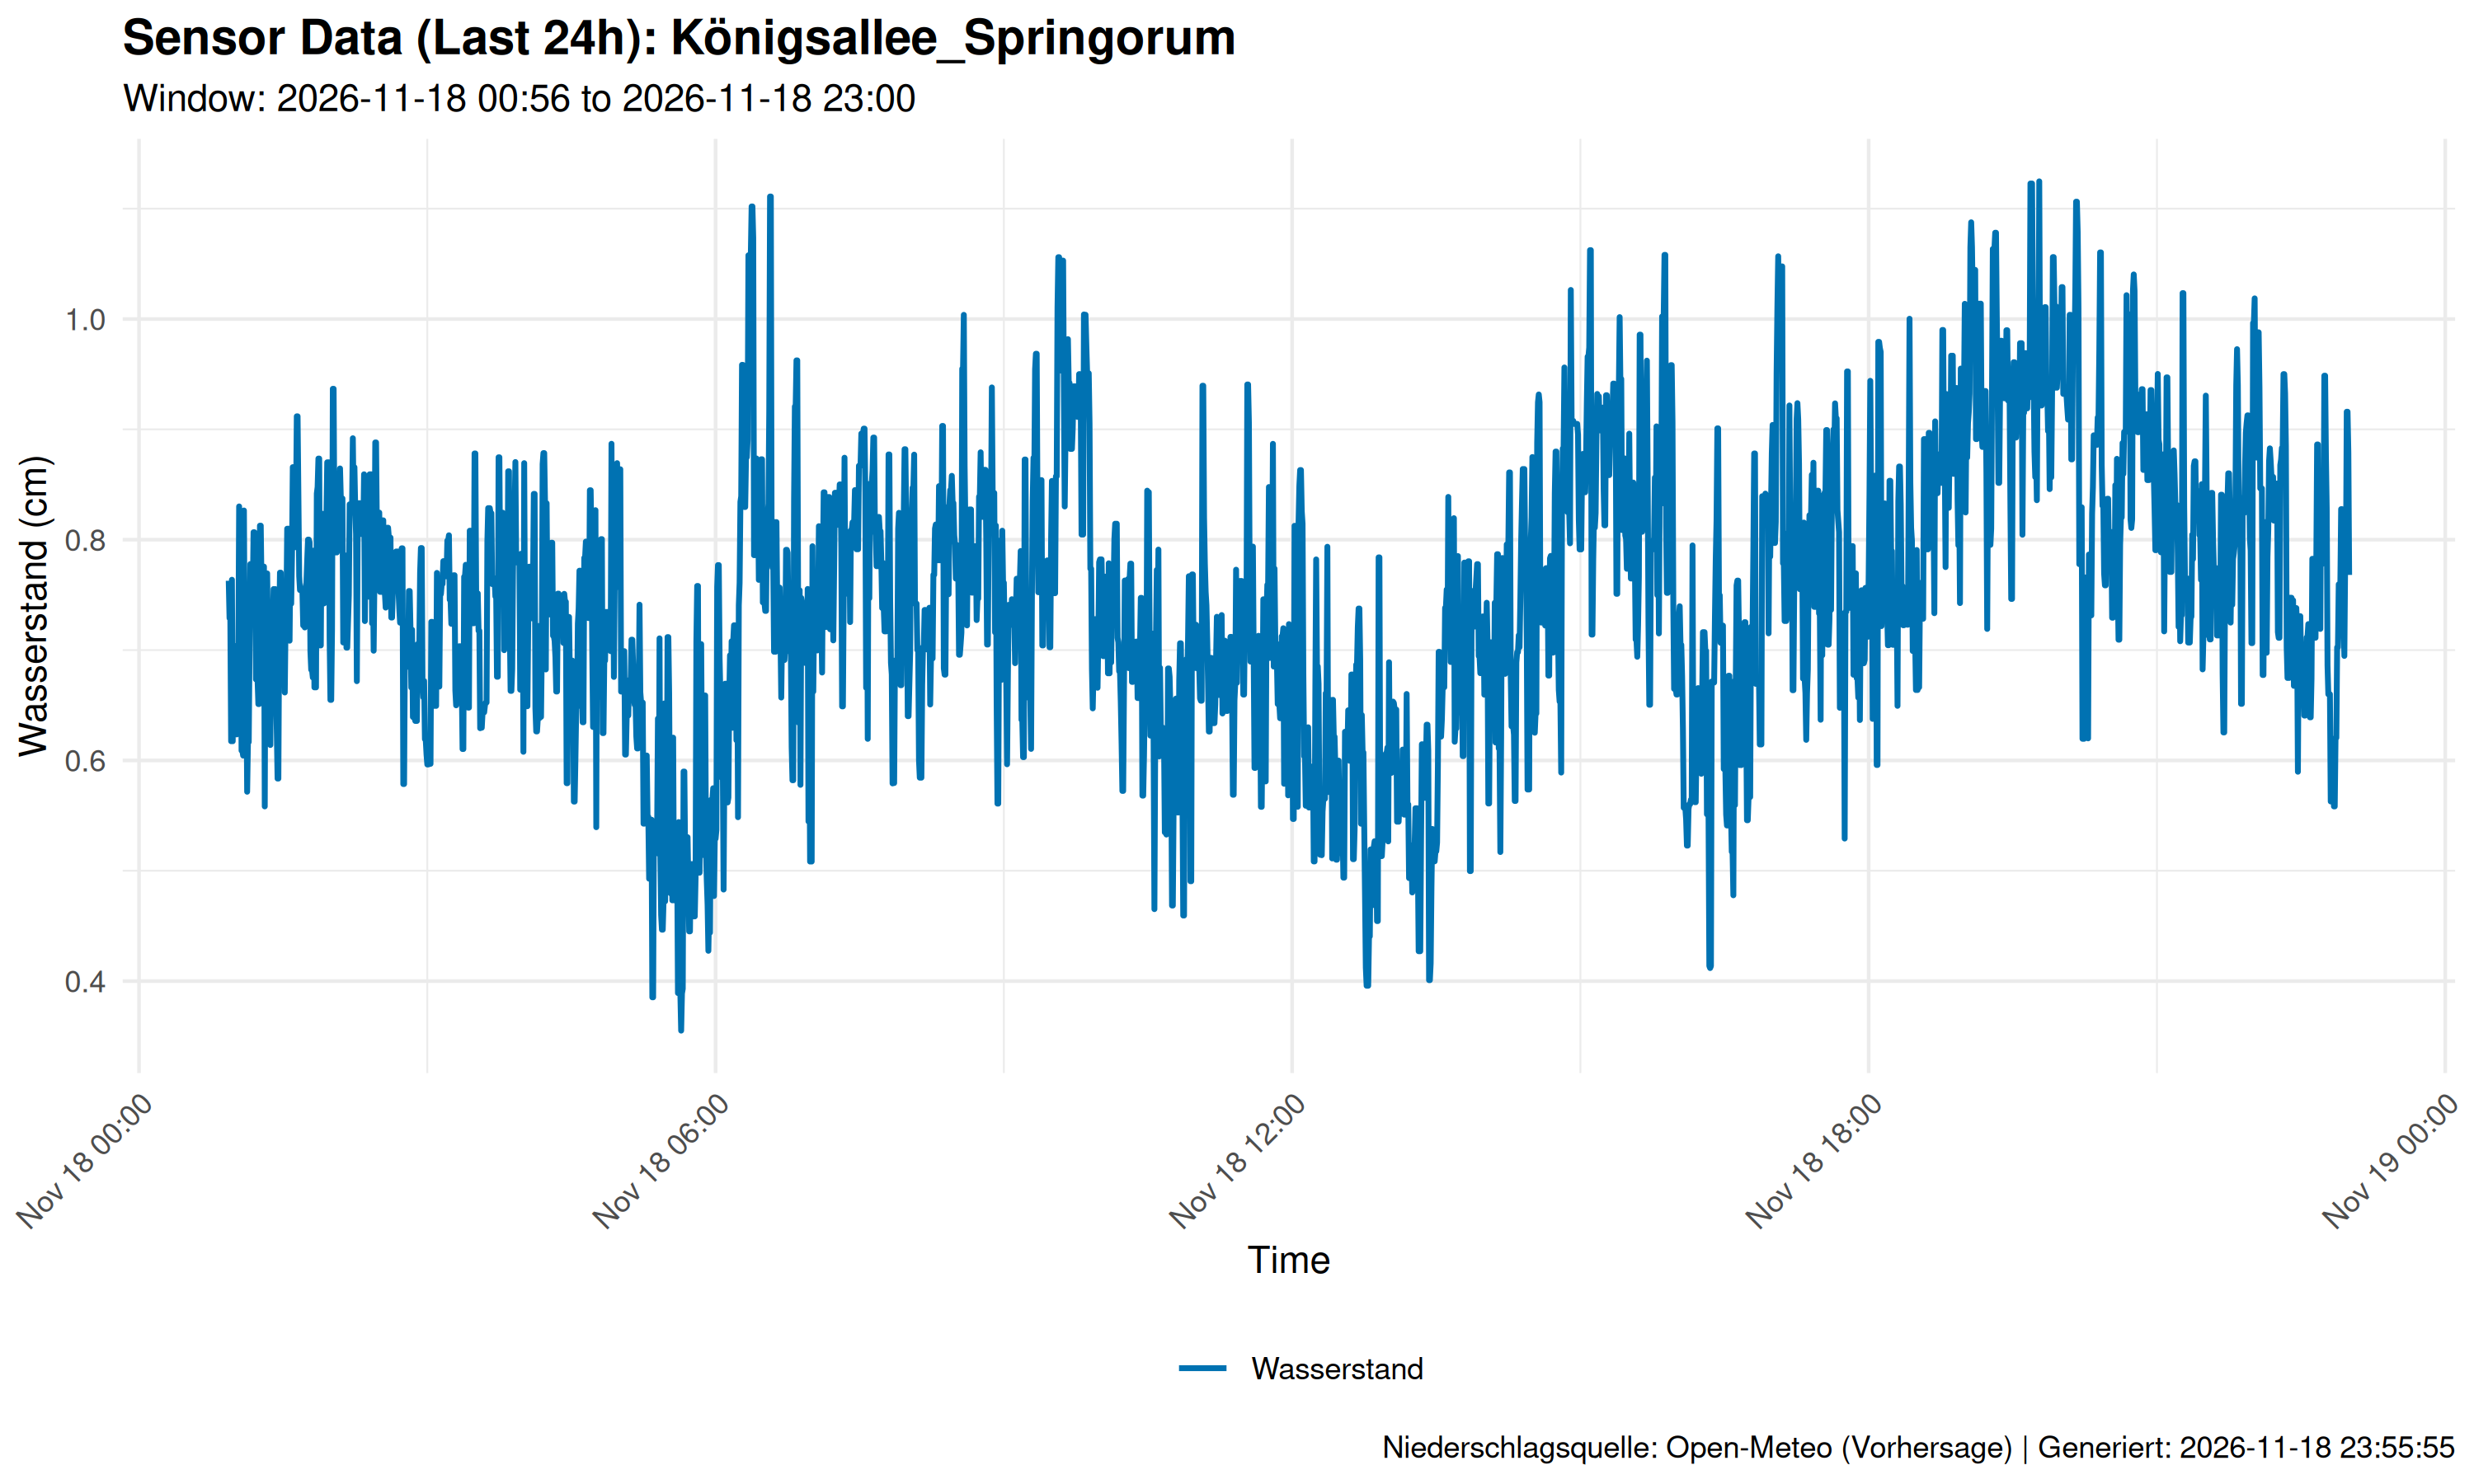 Sensor Data (Last 24h): Königsallee_Springorum
Window: 2026-11-18 00:56 to 2026-11-18 23:00
Wasserstand (cm)
1.0
0.8
0.6
0.4
Nov 18 00:00
Nov 18 06:00
Nov 18 12:00
Nov 18 18:00
Nov 19 00:00
Time
Wasserstand
Niederschlagsquelle: Open-Meteo (Vorhersage) | Generiert: 2026-11-18 23:55:55